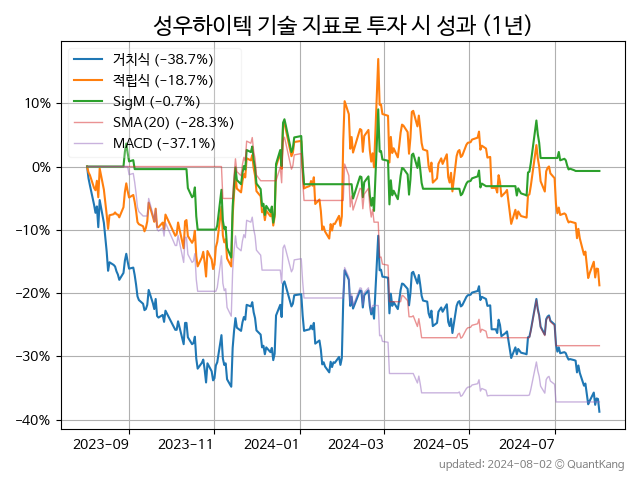 성우하이텍 기술 지표로 투자 시 성과 (1년)
거치식 (−38.7%)
적립식 (−18.7%)
SigM (−0.7%)
SMA(20) (−28.3%)
MACD (−37.1%)
10%
0%
−10%
−20%
−30%
−40%
2023−09
2023−11
2024−01
2024−03
2024−05
2024−07
updated: 2024−08−02 © QuantKang